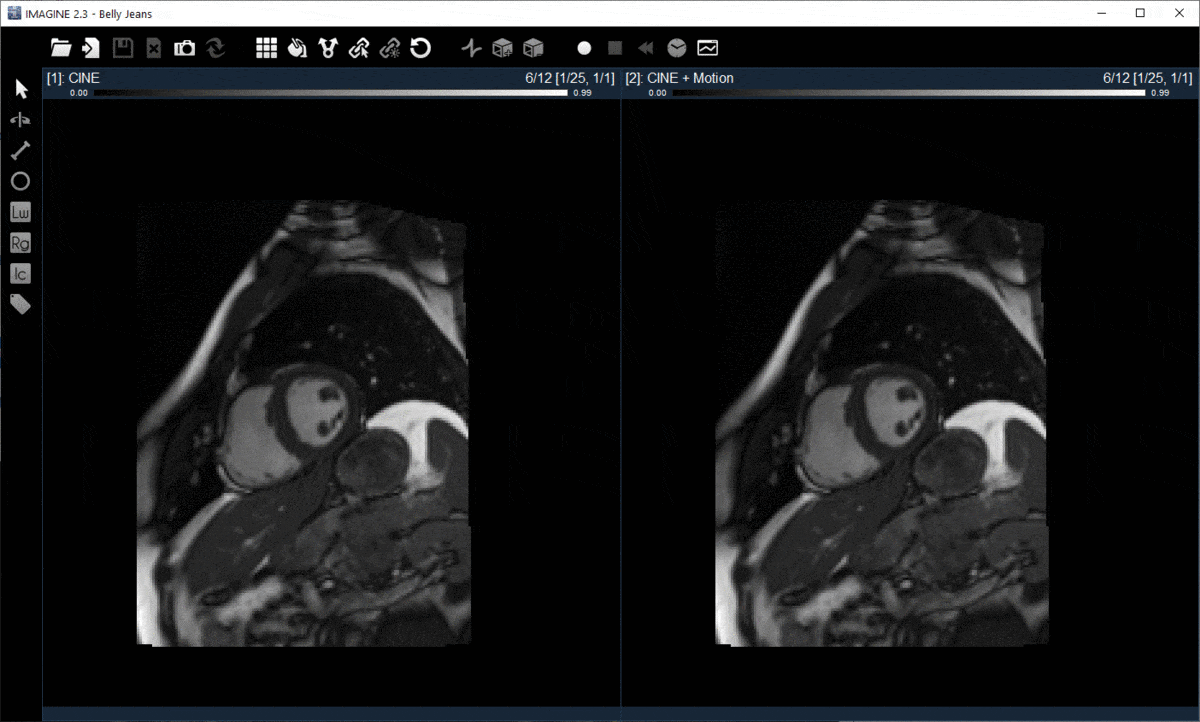 IMAGINE 2.3 - Belly Jeans
[1]: CINE 6/12 [1/25, 1/1]
0.00 0.99
[2]: CINE + Motion 6/12 [1/25, 1/1]
0.00 0.99
Lw
Rg
Ic